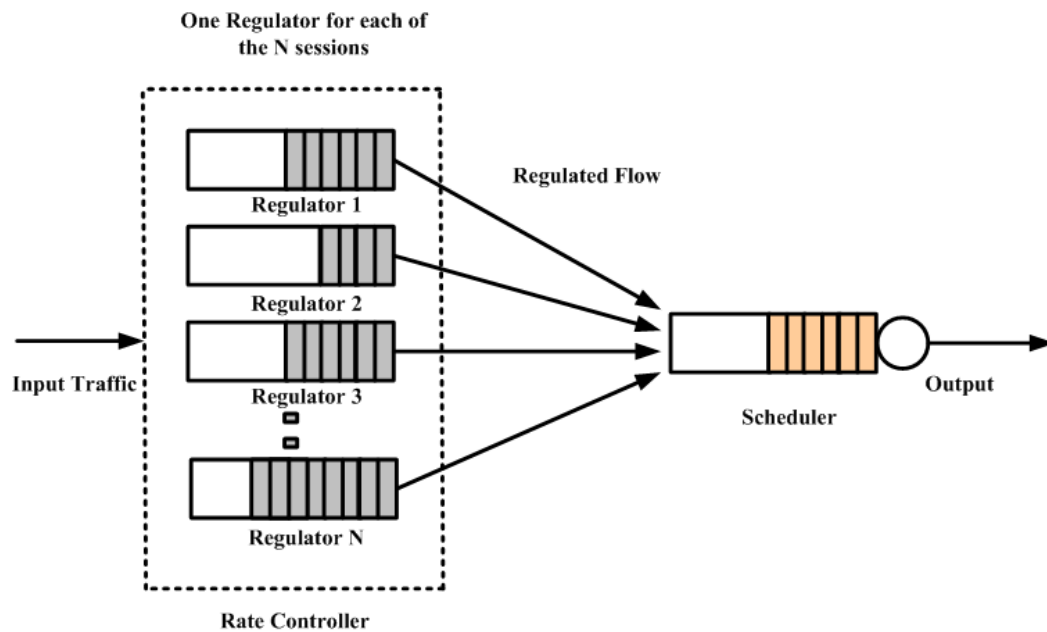 One Regulator for each of
the N sessions
Regulator 1
Regulated Flow
Regulator 2
Input Traffic
Regulator 3
Output
Scheduler
Regulator N
Rate Controller